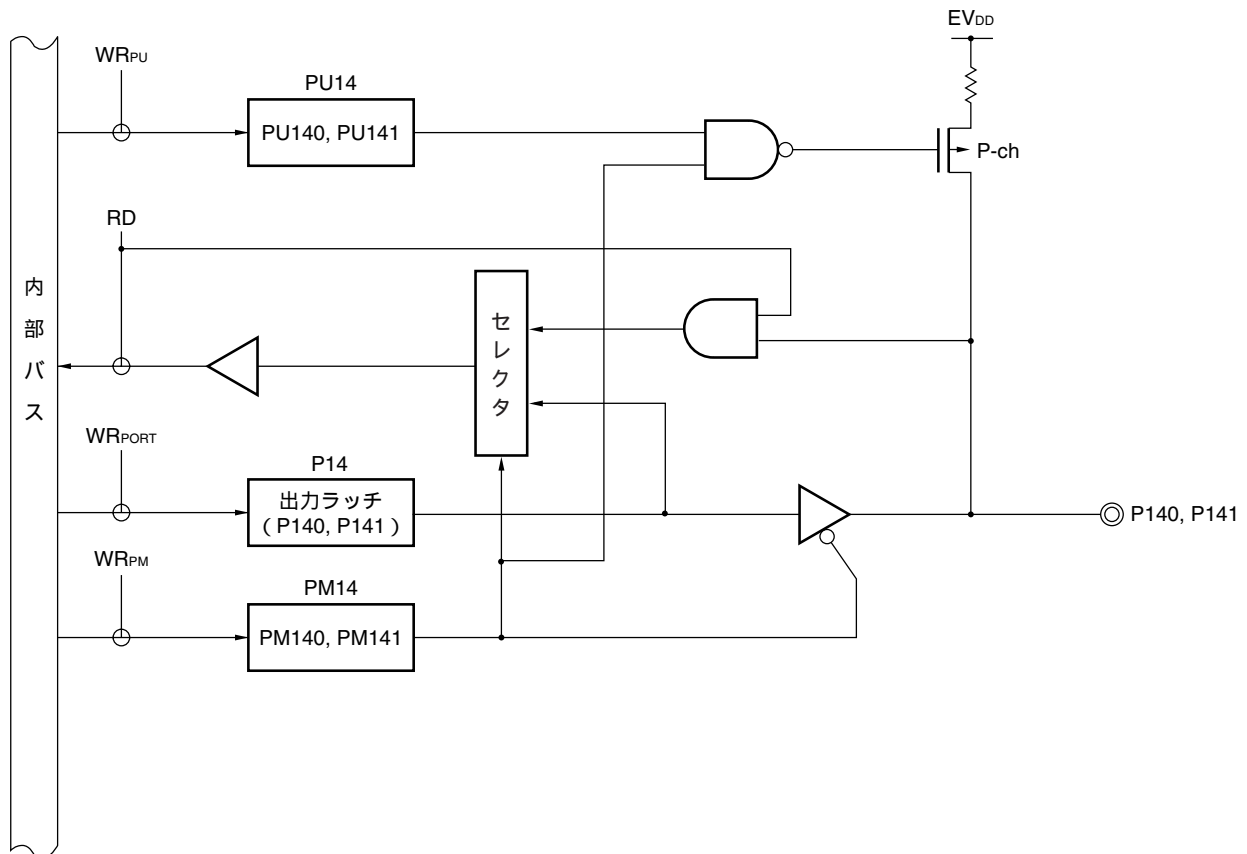 EVDD
WRPU
PU14
PU140, PU141
P-ch
RD
内部バス
セレクタ
WRPORT
P14
出力ラッチ
( P140, P141 )
P140, P141
WRPM
PM14
PM140, PM141